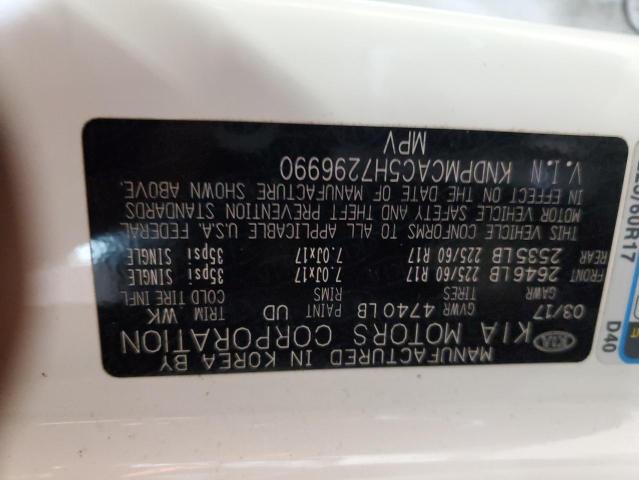 MANUFACTURED IN KOREA BY
KIA KIA MOTORS CORPORATION
03/17 GVWR 4740LB PAINT UD TRIM WK
GAWR TIRES RIMS COLD TIRE INFL
FRONT 2646LB 225/60 R17 7.0Jx17 35psi SINGLE
REAR 2535LB 225/60 R17 7.0Jx17 35psi SINGLE
THIS VEHICLE CONFORMS TO ALL APPLICABLE U.S.A. FEDERAL
MOTOR VEHICLE SAFETY AND THEFT PREVENTION STANDARDS
IN EFFECT ON THE DATE OF MANUFACTURE SHOWN ABOVE.
V.I.N KNDPMCAC5H7296990
MPV
D40